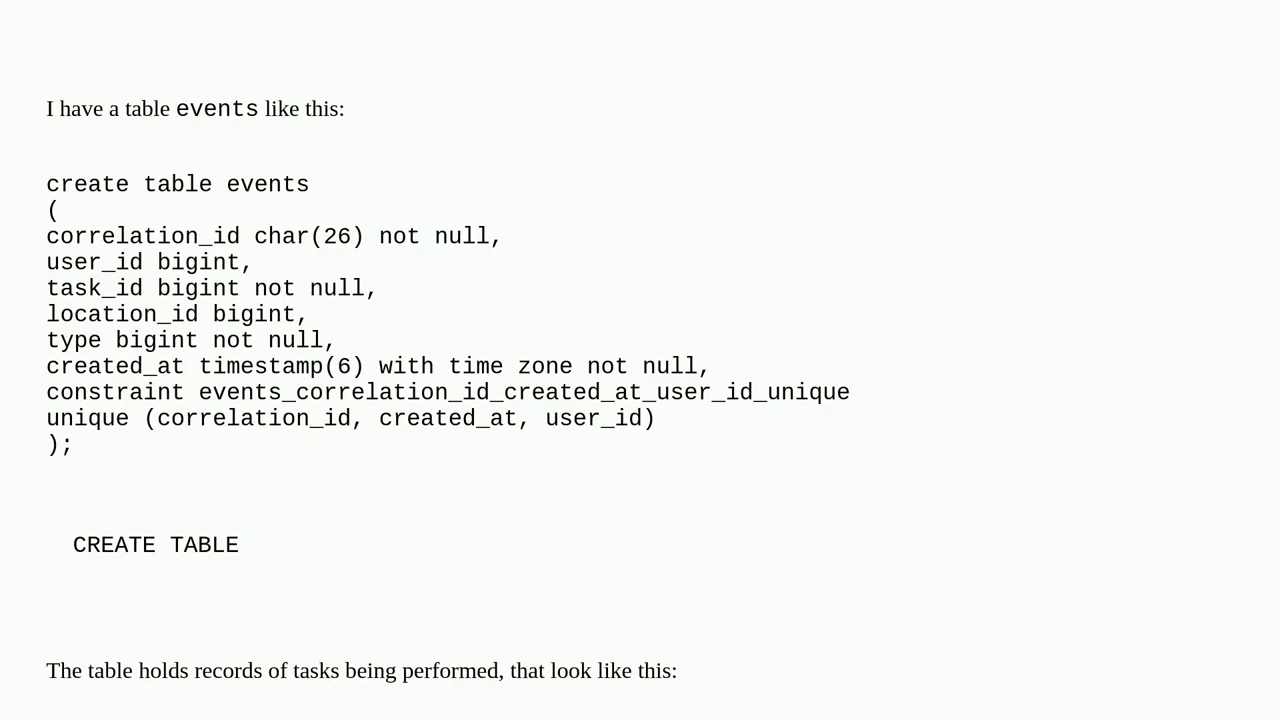 I have a table events like this:
create table events
(
correlation_id char(26) not null,
user_id bigint,
task_id bigint not null,
location_id bigint,
type bigint not null,
created_at timestamp(6) with time zone not null,
constraint events_correlation_id_created_at_user_id_unique
unique (correlation_id, created_at, user_id)
);
CREATE TABLE
The table holds records of tasks being performed, that look like this: